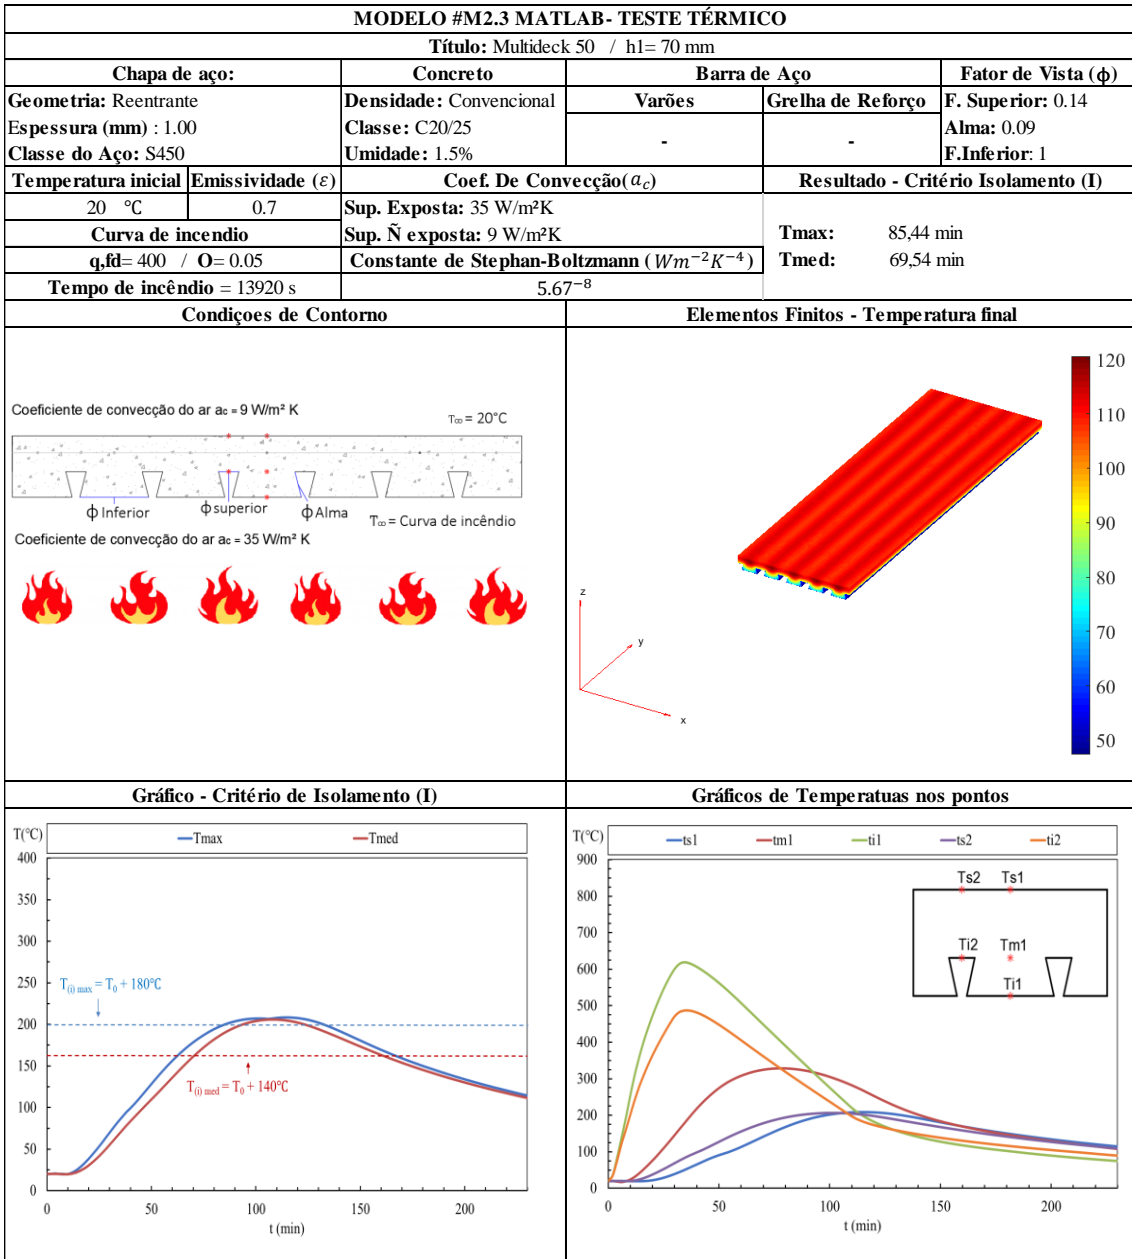 MODELO #M2.3 MATLAB- TESTE TÉRMICO
Título: Multideck 50 / h1= 70 mm
Chapa de aço:
Concreto
Barra de Aço
Fator de Vista (ϕ)
Geometria: Reentrante
Densidade: Convencional
Varões
Grelha de Reforço
F. Superior: 0.14
Espessura (mm) : 1.00
Classe: C20/25
-
-
Alma: 0.09
Classe do Aço: S450
Umidade: 1.5%
F.Inferior: 1
Temperatura inicial
Emissividade (ε)
Coef. De Convecção(a_c)
Resultado - Critério Isolamento (I)
20 °C
0.7
Sup. Exposta: 35 W/m²K
Curva de incendio
Sup. Ñ exposta: 9 W/m²K
Tmax: 85,44 min
q,fd= 400 / O= 0.05
Constante de Stephan-Boltzmann (Wm⁻²K⁻⁴)
Tmed: 69,54 min
Tempo de incêndio = 13920 s
5.67⁻⁸
Condiçoes de Contorno
Elementos Finitos - Temperatura final
Coeficiente de convecção do ar ac = 9 W/m² K
T∞ = 20°C
ϕ Inferior
ϕ superior
ϕ Alma
T∞ = Curva de incêndio
Coeficiente de convecção do ar ac = 35 W/m² K
120
110
100
90
80
70
60
50
z
y
x
Gráfico - Critério de Isolamento (I)
Gráficos de Temperatuas nos pontos
T(°C)
Tmax
Tmed
400
350
300
250
200
150
100
50
0
T(i) max = T0 + 180°C
T(i) med = T0 + 140°C
0
50
100
150
200
t (min)
T(°C)
ts1
tm1
ti1
ts2
ti2
900
800
700
600
500
400
300
200
100
0
Ts2
Ts1
Ti2
Tm1
Ti1
0
50
100
150
200
t (min)